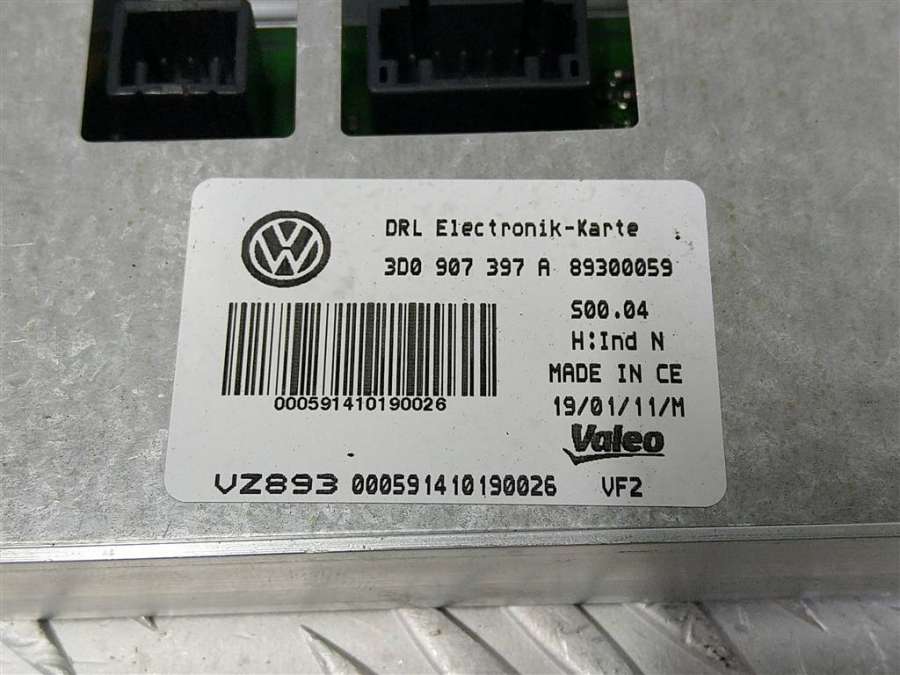 DRL Electronik-Karte
3D0 907 397 A 89300059
S00.04
H:Ind N
MADE IN CE
19/01/11/M
000591410190026
Valeo
VZ893 000591410190026 VF2